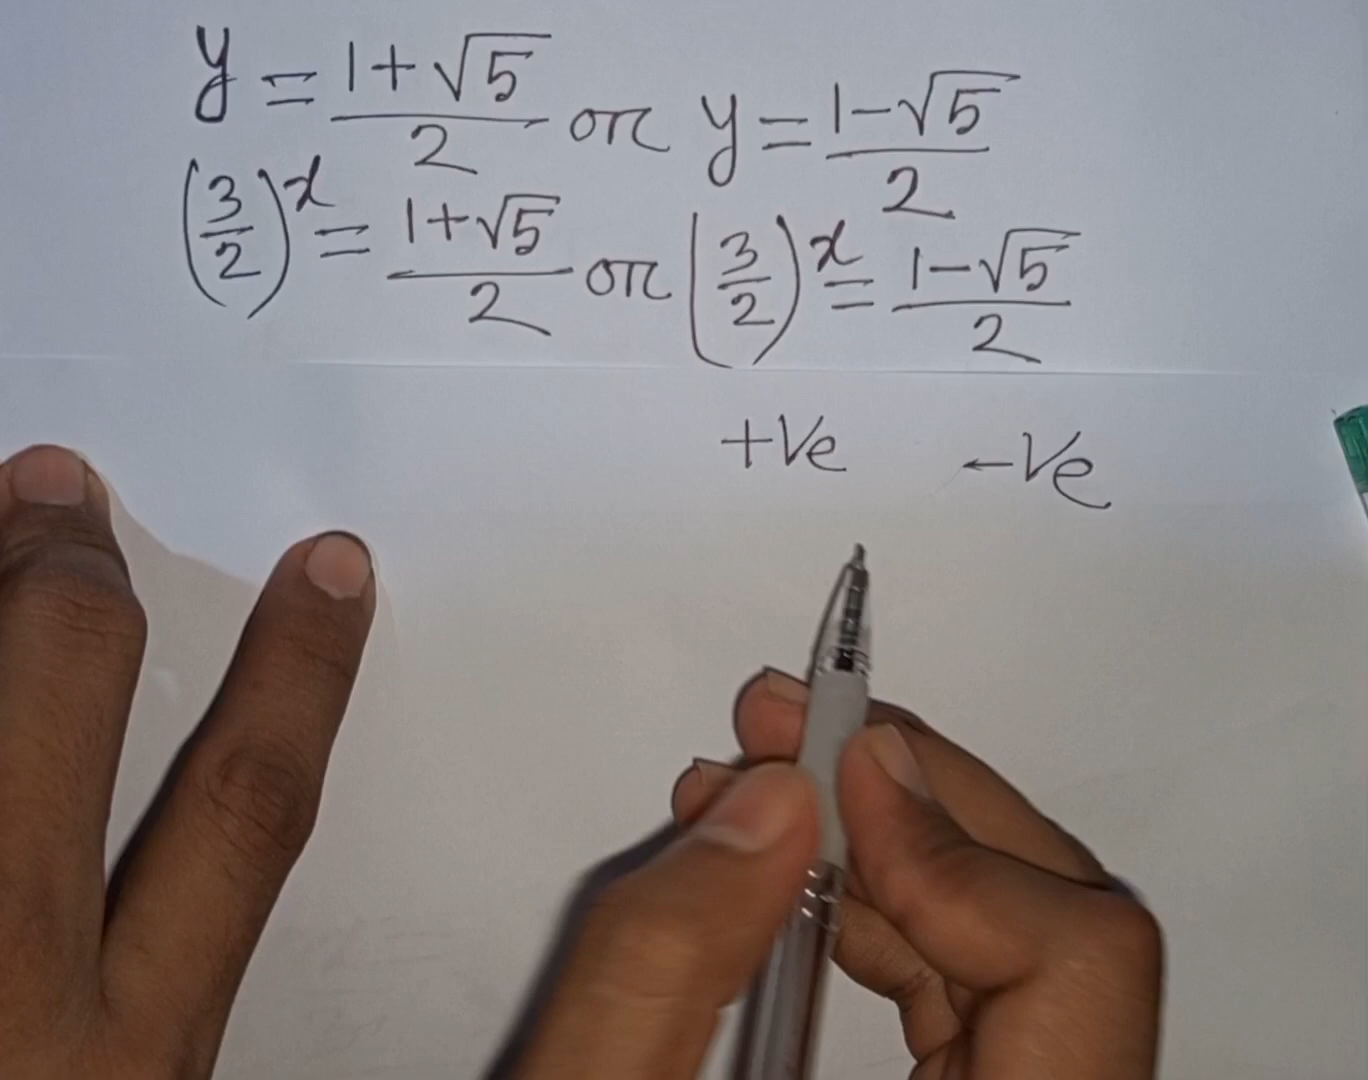 y = (1+√5)/2 or y = (1-√5)/2
(3/2)^x = (1+√5)/2 or (3/2)^x = (1-√5)/2
+ve -ve